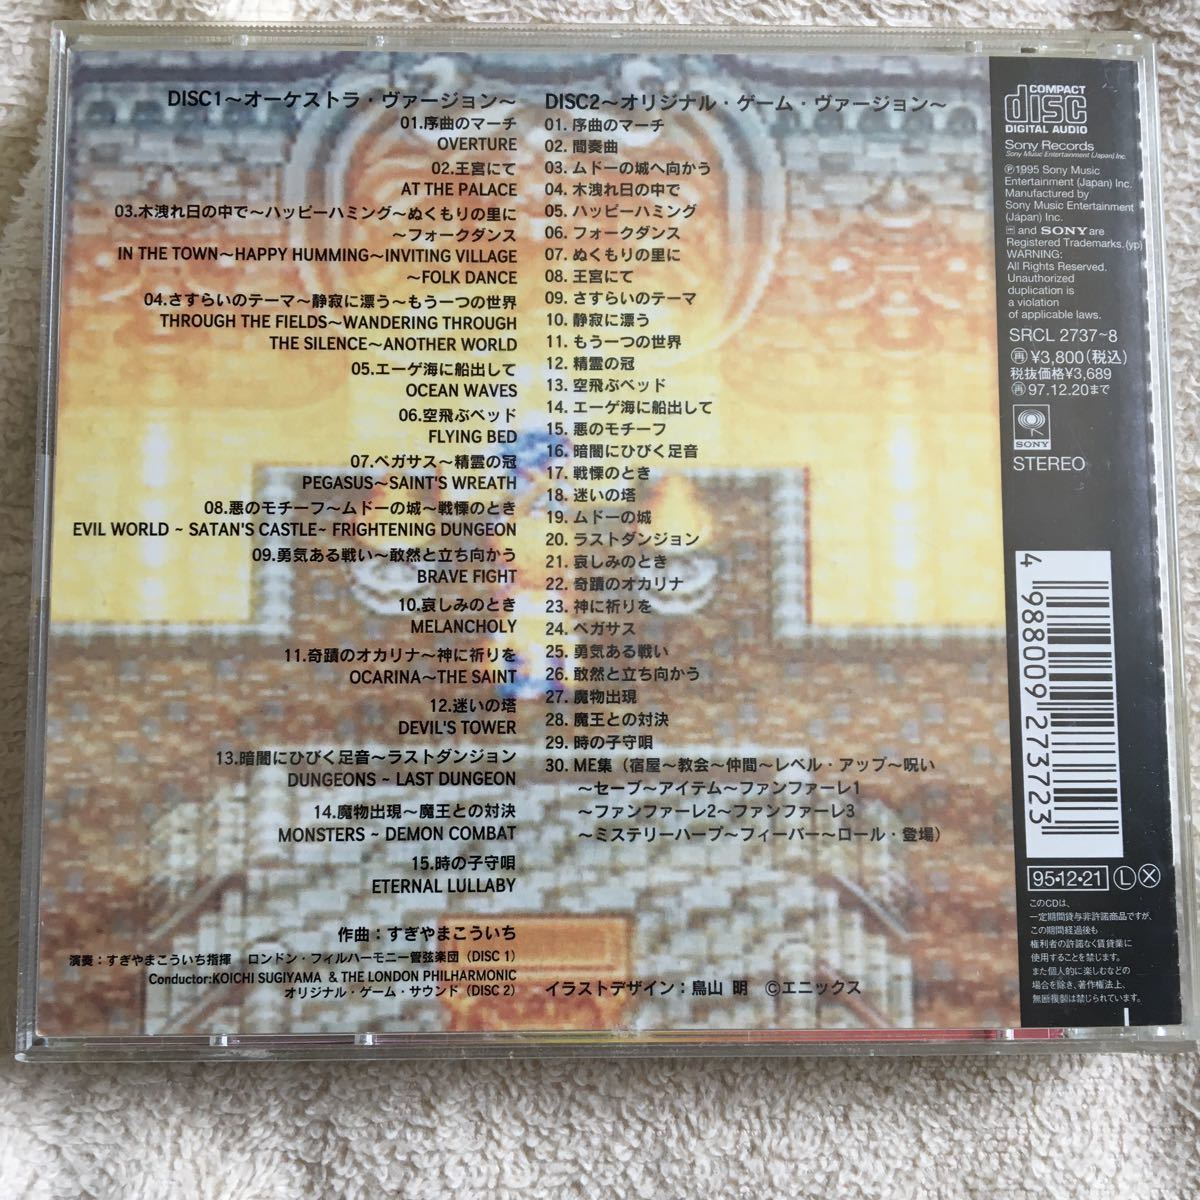 DISC1～オーケストラ・ヴァージョン～
01.序曲のマーチ
OVERTURE
02.王宮にて
AT THE PALACE
03.木洩れ日の中で～ハッピーハミング～ぬくもりの里に
～フォークダンス
IN THE TOWN～HAPPY HUMMING～INVITING VILLAGE
～FOLK DANCE
04.さすらいのテーマ～静寂に漂う～もう一つの世界
THROUGH THE FIELDS～WANDERING THROUGH
THE SILENCE～ANOTHER WORLD
05.エーゲ海に船出して
OCEAN WAVES
06.空飛ぶベッド
FLYING BED
07.ペガサス～精霊の冠
PEGASUS～SAINT'S WREATH
08.悪のモチーフ～ムドーの城～戦慄のとき
EVIL WORLD ~ SATAN'S CASTLE~ FRIGHTENING DUNGEON
09.勇気ある戦い～敢然と立ち向かう
BRAVE FIGHT
10.哀しみのとき
MELANCHOLY
11.奇蹟のオカリナ～神に祈りを
OCARINA～THE SAINT
12.迷いの塔
DEVIL'S TOWER
13.暗闇にひびく足音～ラストダンジョン
DUNGEONS ~ LAST DUNGEON
14.魔物出現～魔王との対決
MONSTERS ~ DEMON COMBAT
15.時の子守唄
ETERNAL LULLABY
作曲：すぎやまこういち
演奏：すぎやまこういち指揮　ロンドン・フィルハーモニー管弦楽団（DISC 1）
Conductor:KOICHI SUGIYAMA & THE LONDON PHILHARMONIC
オリジナル・ゲーム・サウンド（DISC 2）
DISC2～オリジナル・ゲーム・ヴァージョン～
01. 序曲のマーチ
02. 間奏曲
03. ムドーの城へ向かう
04. 木洩れ日の中で
05. ハッピーハミング
06. フォークダンス
07. ぬくもりの里に
08. 王宮にて
09. さすらいのテーマ
10. 静寂に漂う
11. もう一つの世界
12. 精霊の冠
13. 空飛ぶベッド
14. エーゲ海に船出して
15. 悪のモチーフ
16. 暗闇にひびく足音
17. 戦慄のとき
18. 迷いの塔
19. ムドーの城
20. ラストダンジョン
21. 哀しみのとき
22. 奇蹟のオカリナ
23. 神に祈りを
24. ペガサス
25. 勇気ある戦い
26. 敢然と立ち向かう
27. 魔物出現
28. 魔王との対決
29. 時の子守唄
30. ME集（宿屋～教会～仲間～レベル・アップ～呪い
～セーブ～アイテム～ファンファーレ1
～ファンファーレ2～ファンファーレ3
～ミステリーハープ～フィーバー～ロール・登場）
イラストデザイン：鳥山 明　©エニックス
COMPACT
disc
DIGITAL AUDIO
Sony Records
Sony Music Entertainment (Japan) Inc.
℗1995 Sony Music
Entertainment (Japan) Inc.
Manufactured by
Sony Music Entertainment
(Japan) Inc.
and SONY are
Registered Trademarks.(yp)
WARNING:
All Rights Reserved.
Unauthorized
duplication is
a violation
of applicable laws.
SRCL 2737~8
再 ¥3,800(税込)
税抜価格¥3,689
再 97.12.20まで
SONY
STEREO
4 988009 273723
95・12・21 L X
このCDは、
一定期間貸与非許諾商品ですが、
この期間経過後も
権利者の許諾なく賃貸業に
使用することを禁じます。
また個人的に楽しむなどの
場合を除き、著作権法上、
無断複製は禁じられています。